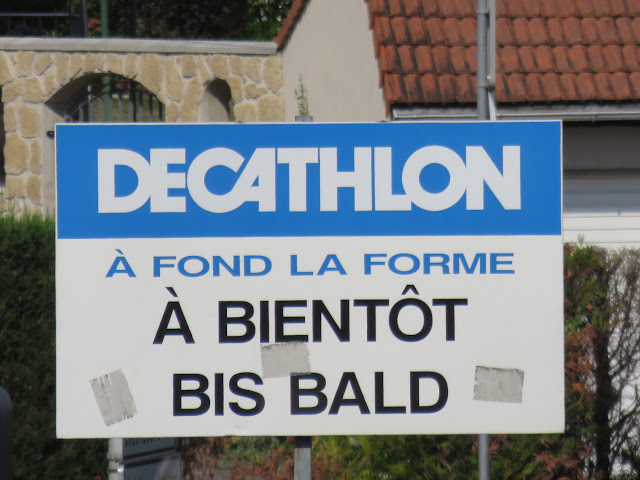 DECATHLON
À FOND LA FORME
À BIENTÔT
BIS BALD